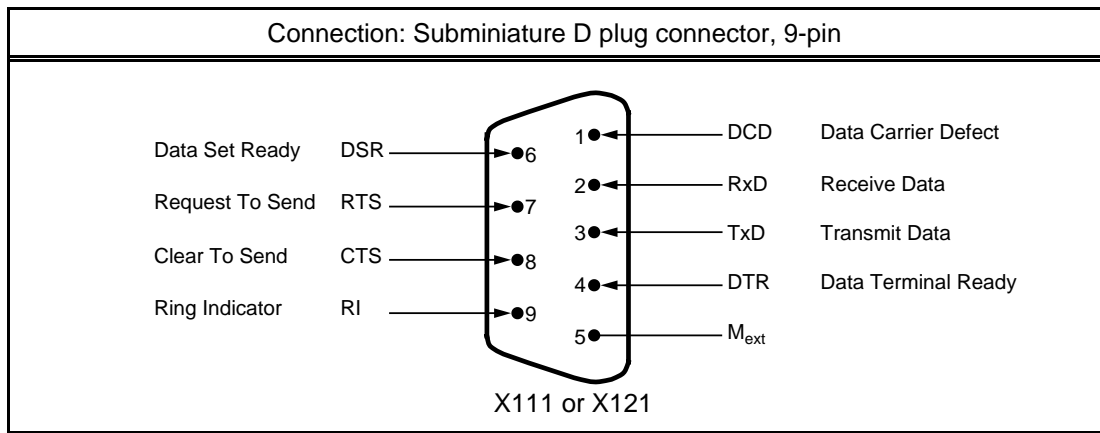 Connection: Subminiature D plug connector, 9-pin
Data Set Ready DSR 6
Request To Send RTS 7
Clear To Send CTS 8
Ring Indicator RI 9
1 DCD Data Carrier Defect
2 RxD Receive Data
3 TxD Transmit Data
4 DTR Data Terminal Ready
5 Mext
X111 or X121